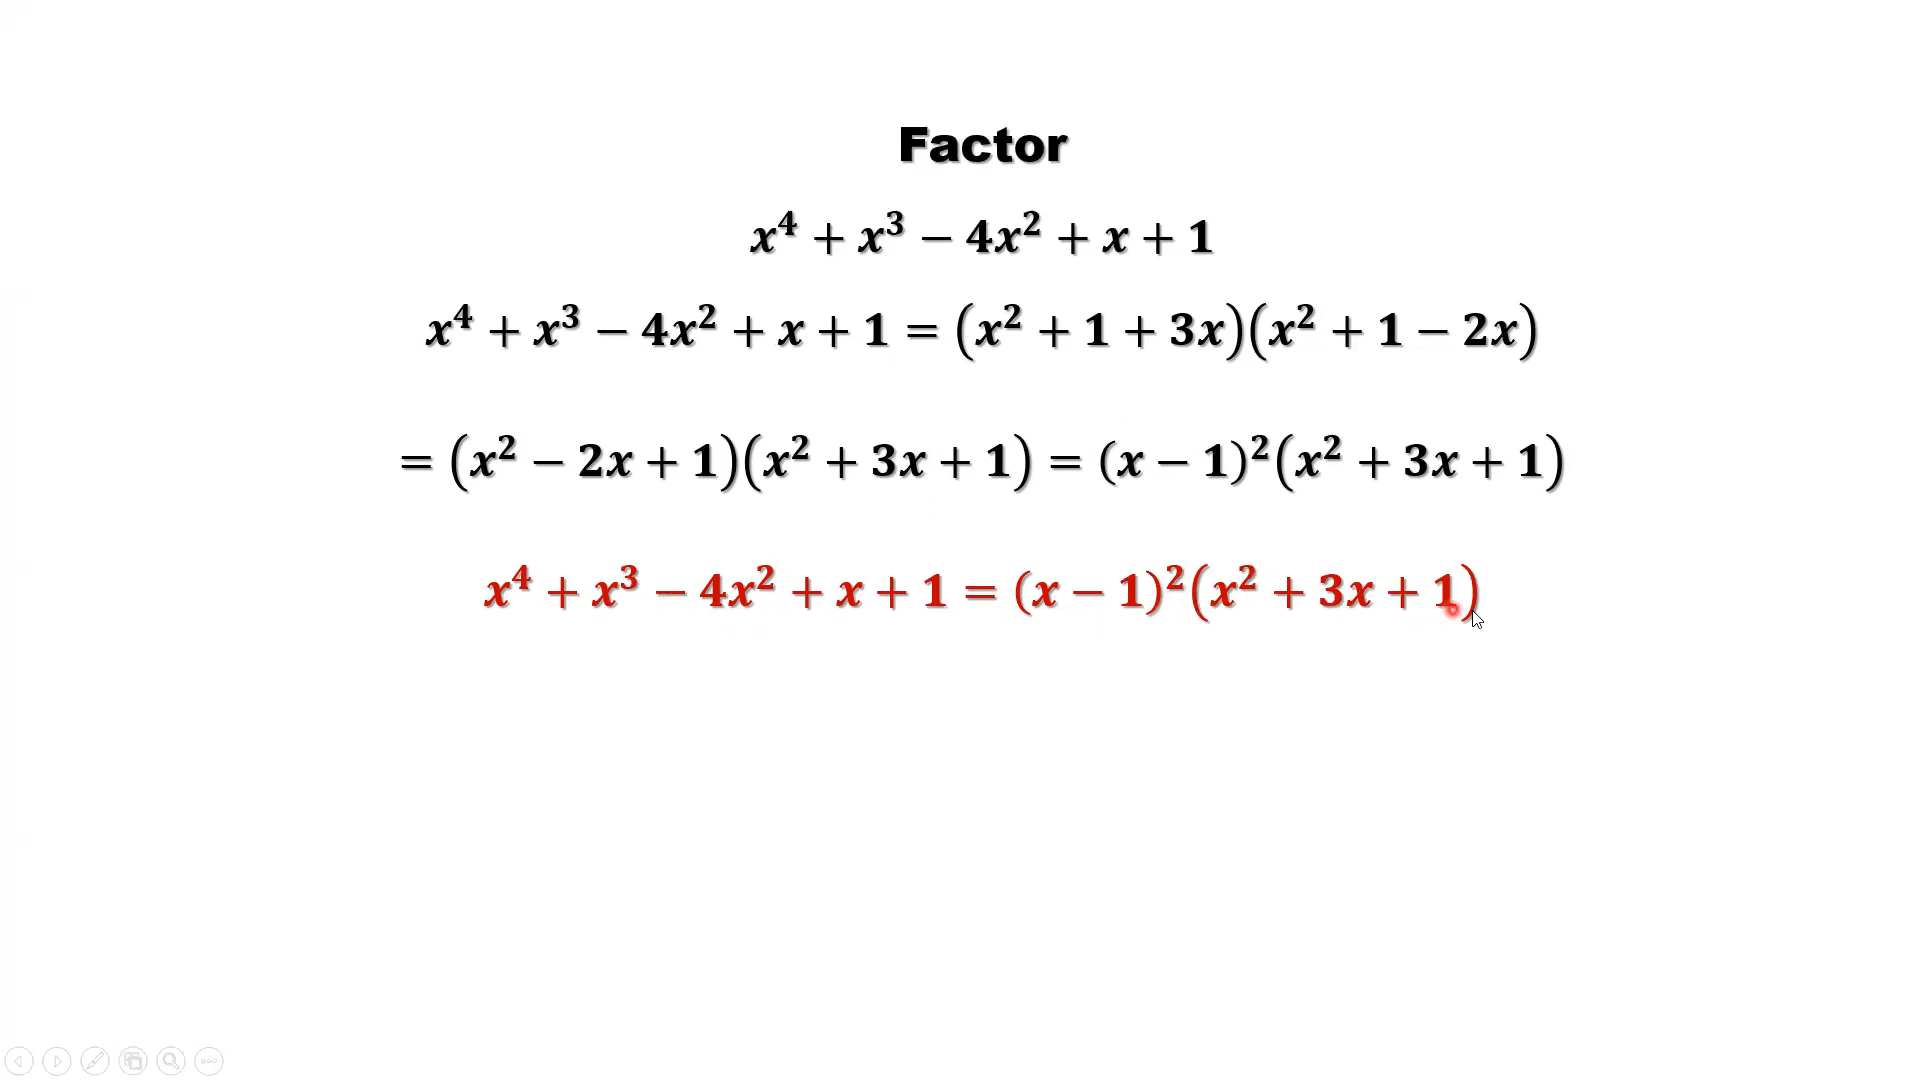 Factor
x⁴ + x³ − 4x² + x + 1
x⁴ + x³ − 4x² + x + 1 = (x² + 1 + 3x)(x² + 1 − 2x)
= (x² − 2x + 1)(x² + 3x + 1) = (x − 1)²(x² + 3x + 1)
x⁴ + x³ − 4x² + x + 1 = (x − 1)²(x² + 3x + 1)